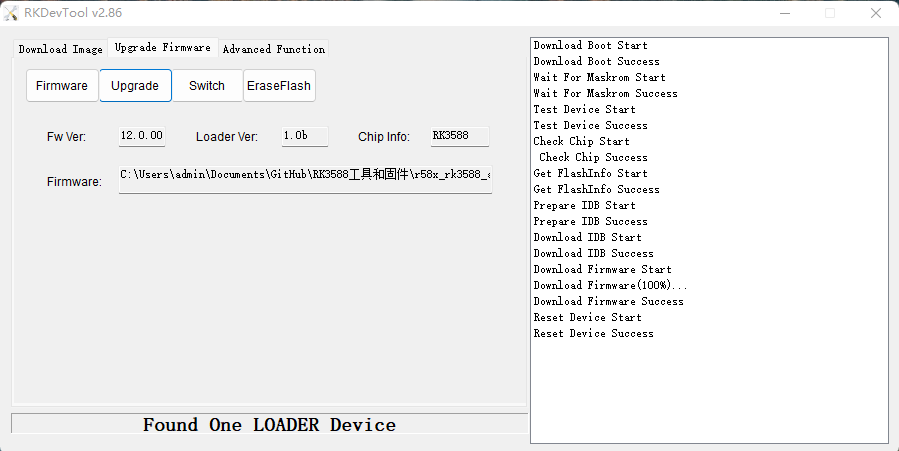 RKDevTool v2.86
Download Image Upgrade Firmware Advanced Function
Firmware Upgrade Switch EraseFlash
Fw Ver: 12.0.00 Loader Ver: 1.0b Chip Info: RK3588
Firmware: C:\Users\admin\Documents\GitHub\RK3588工具和固件\r58x_rk3588_a
Found One LOADER Device
Download Boot Start
Download Boot Success
Wait For Maskrom Start
Wait For Maskrom Success
Test Device Start
Test Device Success
Check Chip Start
Check Chip Success
Get FlashInfo Start
Get FlashInfo Success
Prepare IDB Start
Prepare IDB Success
Download IDB Start
Download IDB Success
Download Firmware Start
Download Firmware(100%)...
Download Firmware Success
Reset Device Start
Reset Device Success